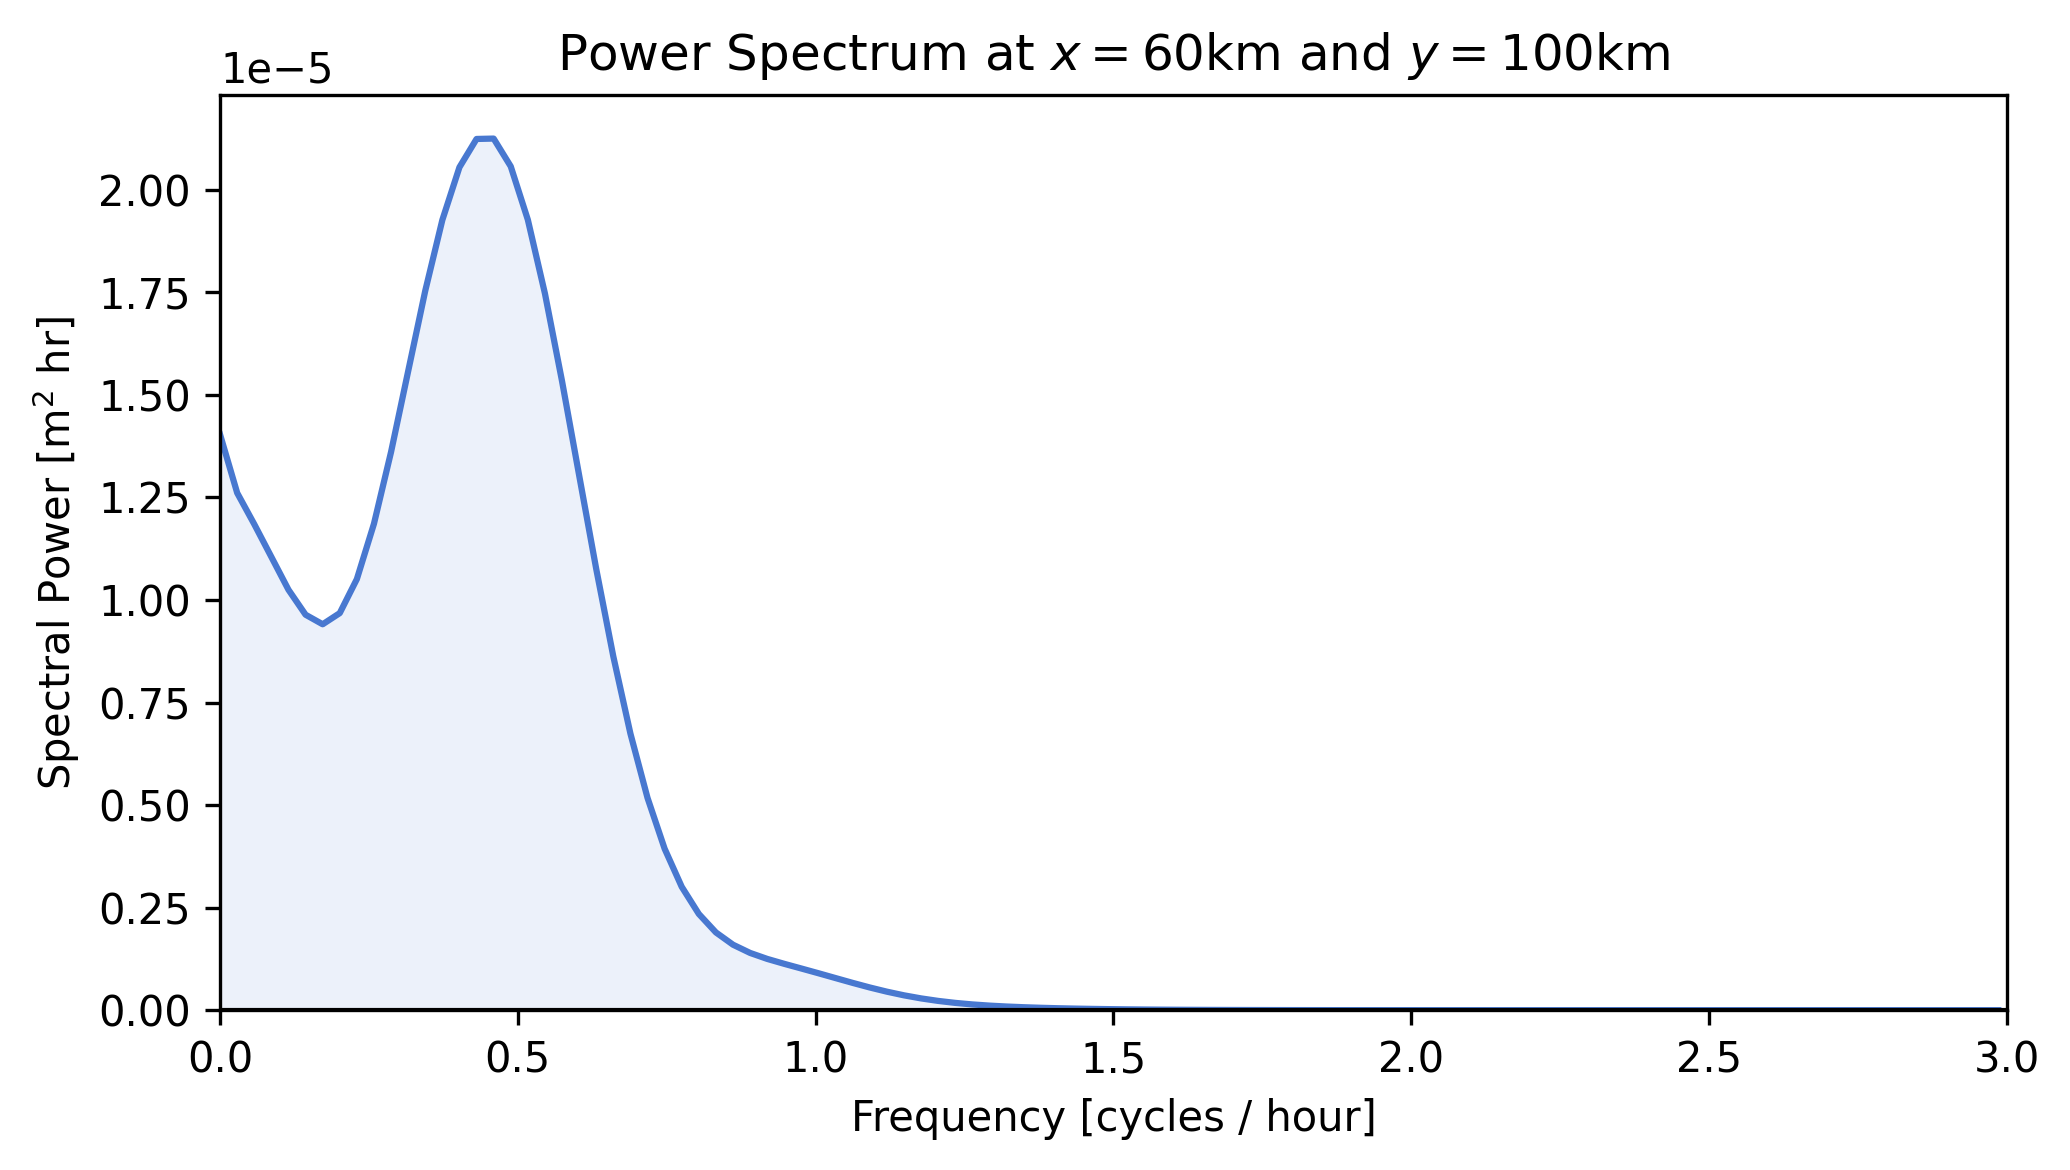 Power Spectrum at x = 60km and y = 100km
1e−5
2.00
1.75
1.50
1.25
1.00
0.75
0.50
0.25
0.00
Spectral Power [m² hr]
0.0 0.5 1.0 1.5 2.0 2.5 3.0
Frequency [cycles / hour]